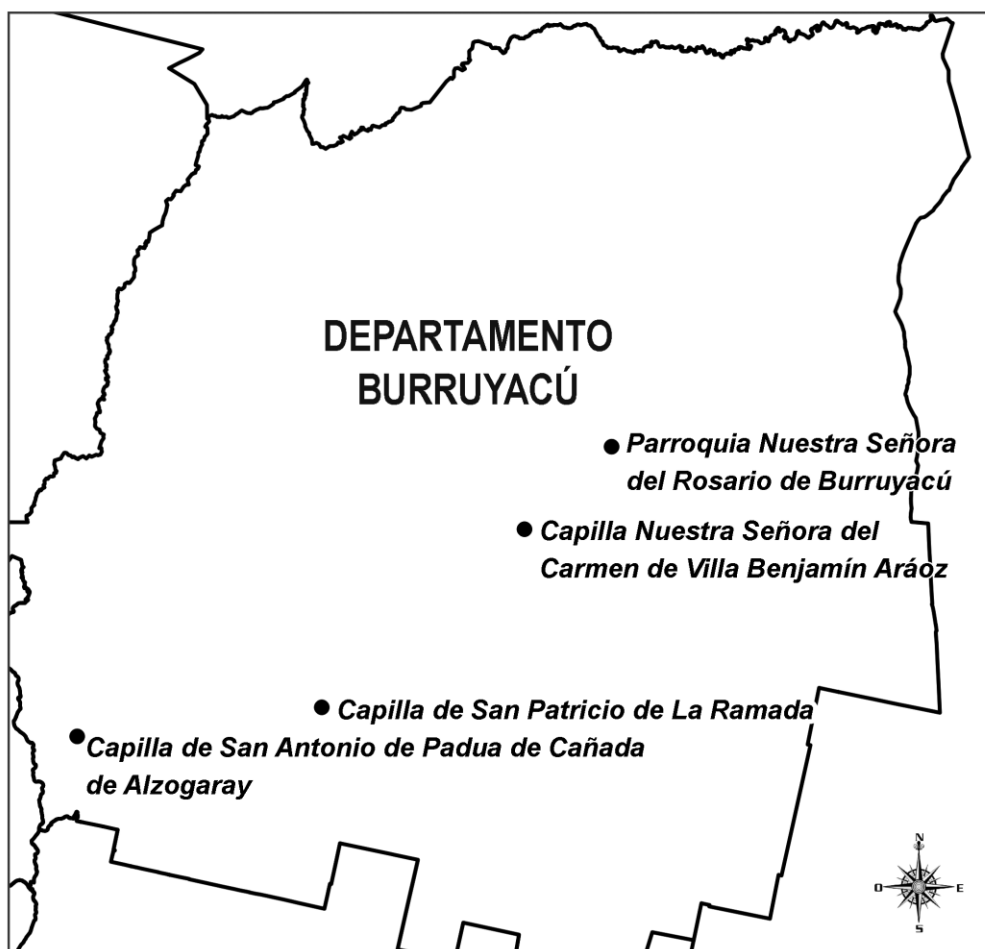 DEPARTAMENTO
BURRUYACÚ
Parroquia Nuestra Señora
del Rosario de Burruyacú
Capilla Nuestra Señora del
Carmen de Villa Benjamín Aráoz
Capilla de San Patricio de La Ramada
Capilla de San Antonio de Padua de Cañada
de Alzogaray
N
O E
S